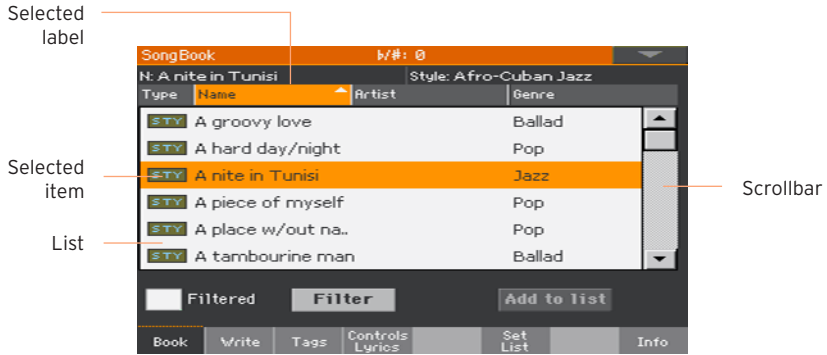 Selected
label
SongBook ♭/#: 0
N: A nite in Tunisi Style: Afro-Cuban Jazz
Type Name Artist Genre
STY A groovy love Ballad
STY A hard day/night Pop
Selected
item
STY A nite in Tunisi Jazz
Scrollbar
STY A piece of myself Pop
STY A place w/out na.. Pop
List
STY A tambourine man Ballad
Filtered Filter Add to list
Book Write Tags Controls Lyrics Set List Info